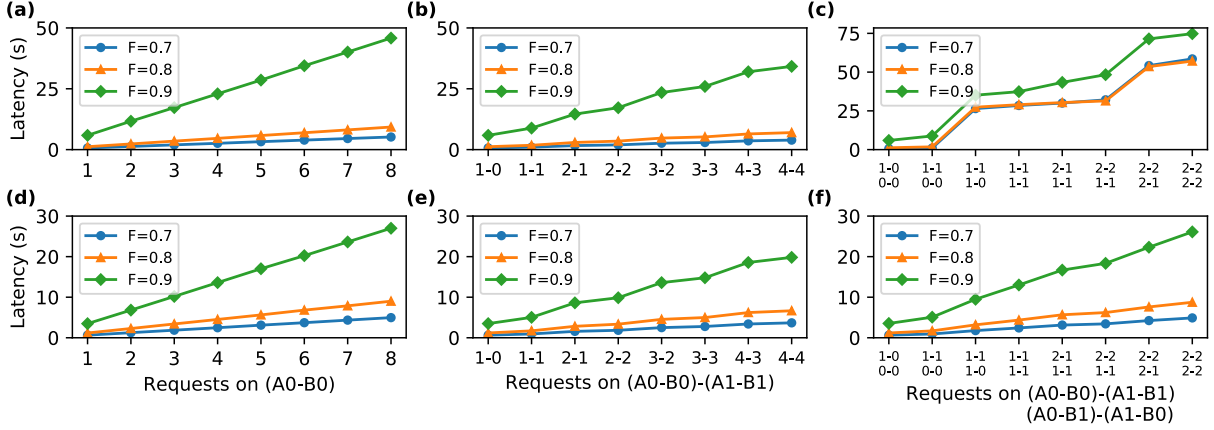 (a)
Latency (s)
50
25
0
F=0.7
F=0.8
F=0.9
1 2 3 4 5 6 7 8
(b)
50
25
0
F=0.7
F=0.8
F=0.9
1-0 1-1 2-1 2-2 3-2 3-3 4-3 4-4
(c)
75
50
25
0
F=0.7
F=0.8
F=0.9
1-0 1-1 1-1 1-1 2-1 2-2 2-2 2-2
0-0 0-0 1-0 1-1 1-1 1-1 2-1 2-2
(d)
Latency (s)
30
20
10
0
F=0.7
F=0.8
F=0.9
1 2 3 4 5 6 7 8
Requests on (A0-B0)
(e)
30
20
10
0
F=0.7
F=0.8
F=0.9
1-0 1-1 2-1 2-2 3-2 3-3 4-3 4-4
Requests on (A0-B0)-(A1-B1)
(f)
30
20
10
0
F=0.7
F=0.8
F=0.9
1-0 1-1 1-1 1-1 2-1 2-2 2-2 2-2
0-0 0-0 1-0 1-1 1-1 1-1 2-1 2-2
Requests on (A0-B0)-(A1-B1)
(A0-B1)-(A1-B0)